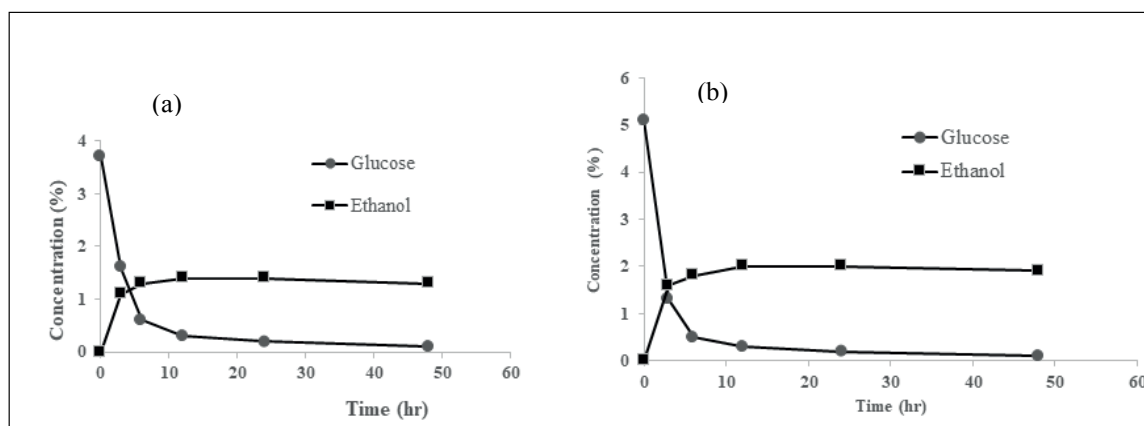 (a)
4
3
2
1
0
Concentration (%)
Glucose
Ethanol
0 10 20 30 40 50 60
Time (hr)
(b)
6
5
4
3
2
1
0
Concentration (%)
Glucose
Ethanol
0 10 20 30 40 50 60
Time (hr)